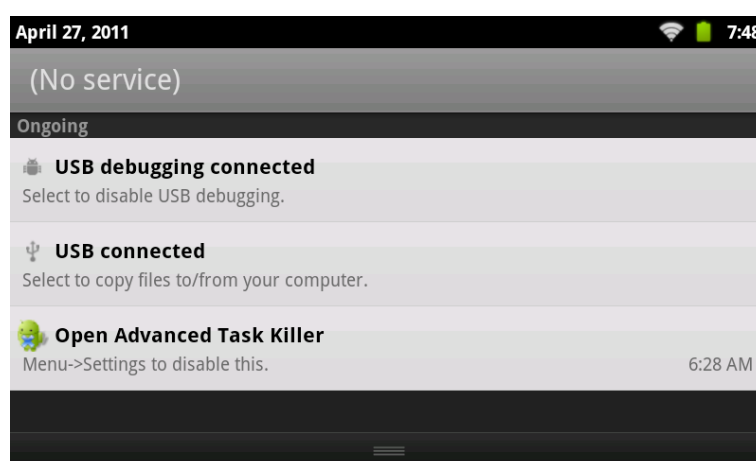 April 27, 2011 7:48
(No service)
Ongoing
USB debugging connected
Select to disable USB debugging.
USB connected
Select to copy files to/from your computer.
Open Advanced Task Killer
Menu->Settings to disable this. 6:28 AM